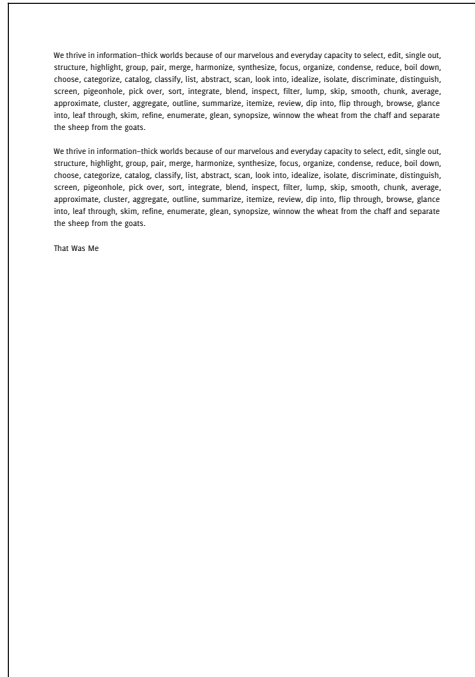 We thrive in information–thick worlds because of our marvelous and everyday capacity to select, edit, single out,
structure, highlight, group, pair, merge, harmonize, synthesize, focus, organize, condense, reduce, boil down,
choose, categorize, catalog, classify, list, abstract, scan, look into, idealize, isolate, discriminate, distinguish,
screen, pigeonhole, pick over, sort, integrate, blend, inspect, filter, lump, skip, smooth, chunk, average,
approximate, cluster, aggregate, outline, summarize, itemize, review, dip into, flip through, browse, glance
into, leaf through, skim, refine, enumerate, glean, synopsize, winnow the wheat from the chaff and separate
the sheep from the goats.
We thrive in information–thick worlds because of our marvelous and everyday capacity to select, edit, single out,
structure, highlight, group, pair, merge, harmonize, synthesize, focus, organize, condense, reduce, boil down,
choose, categorize, catalog, classify, list, abstract, scan, look into, idealize, isolate, discriminate, distinguish,
screen, pigeonhole, pick over, sort, integrate, blend, inspect, filter, lump, skip, smooth, chunk, average,
approximate, cluster, aggregate, outline, summarize, itemize, review, dip into, flip through, browse, glance
into, leaf through, skim, refine, enumerate, glean, synopsize, winnow the wheat from the chaff and separate
the sheep from the goats.
That Was Me